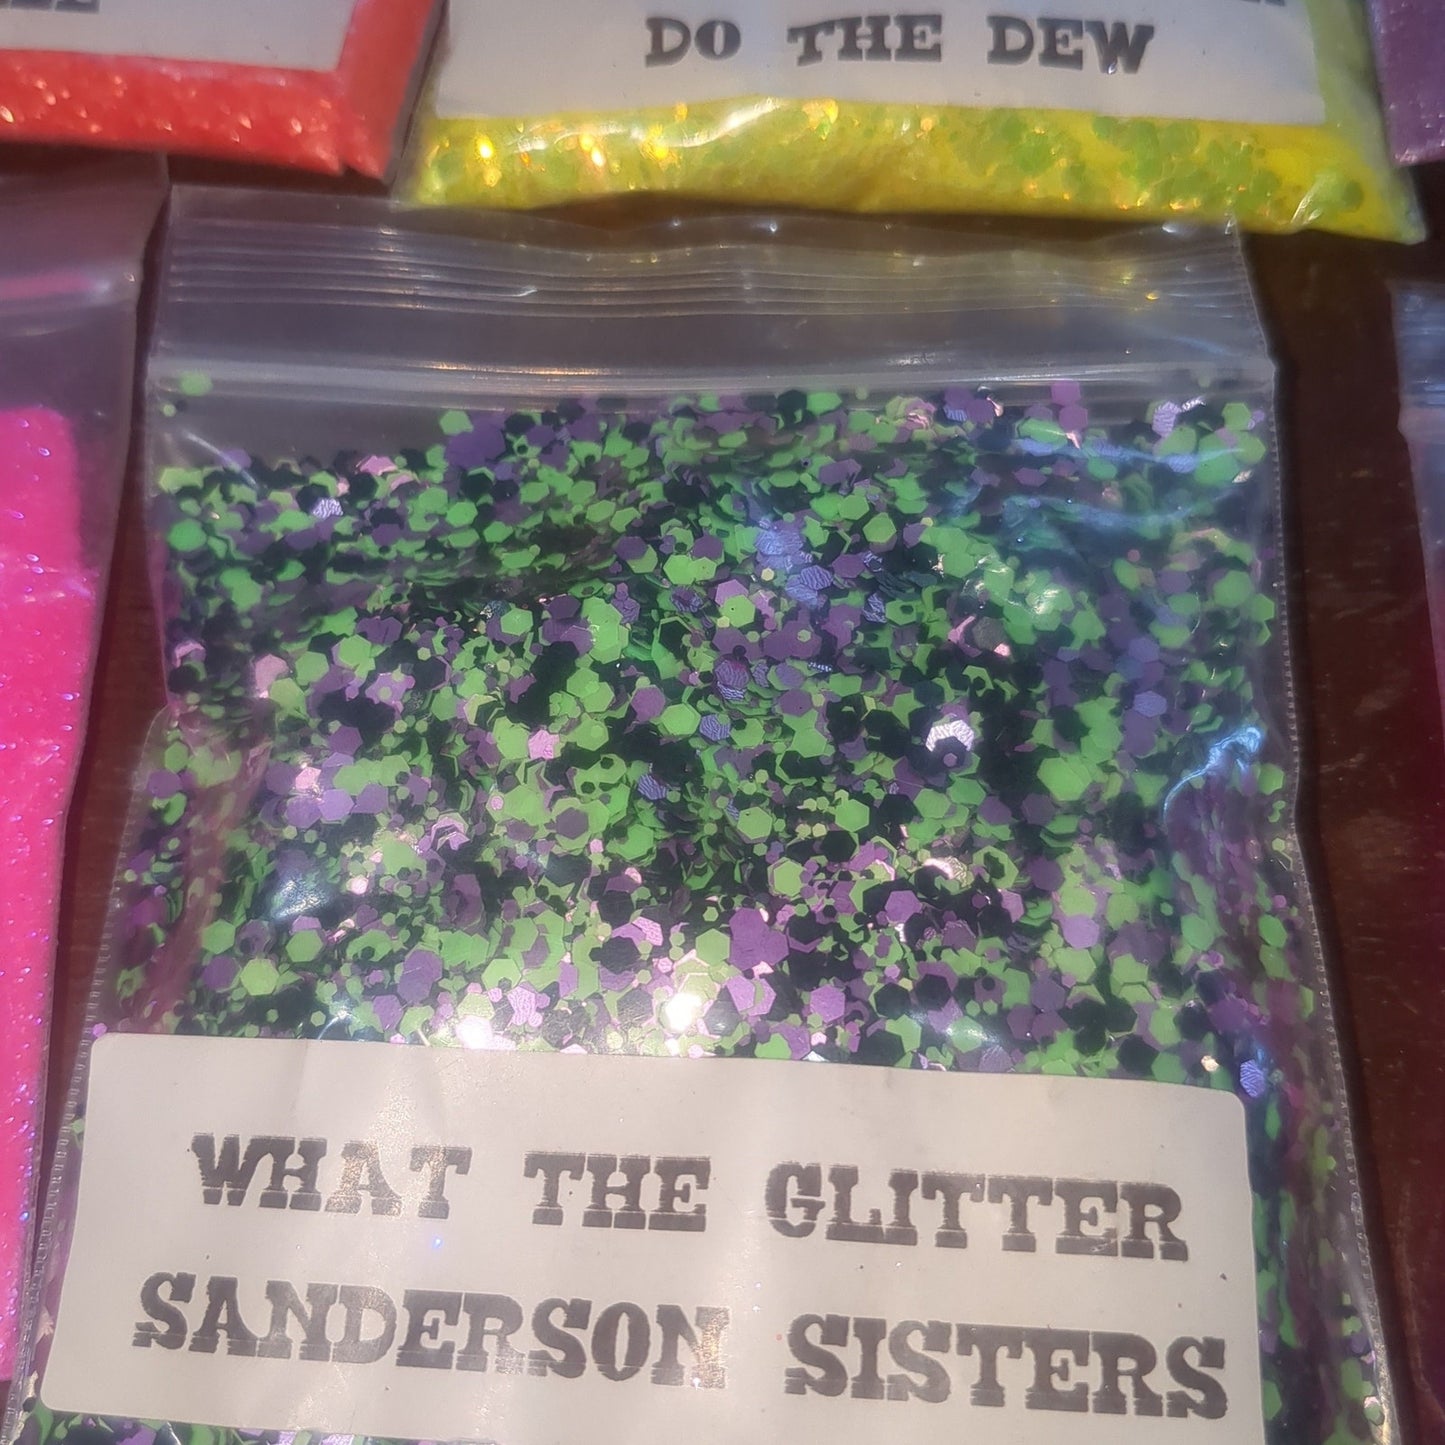 DO THE DEW
WHAT THE GLITTER
SANDERSON SISTERS